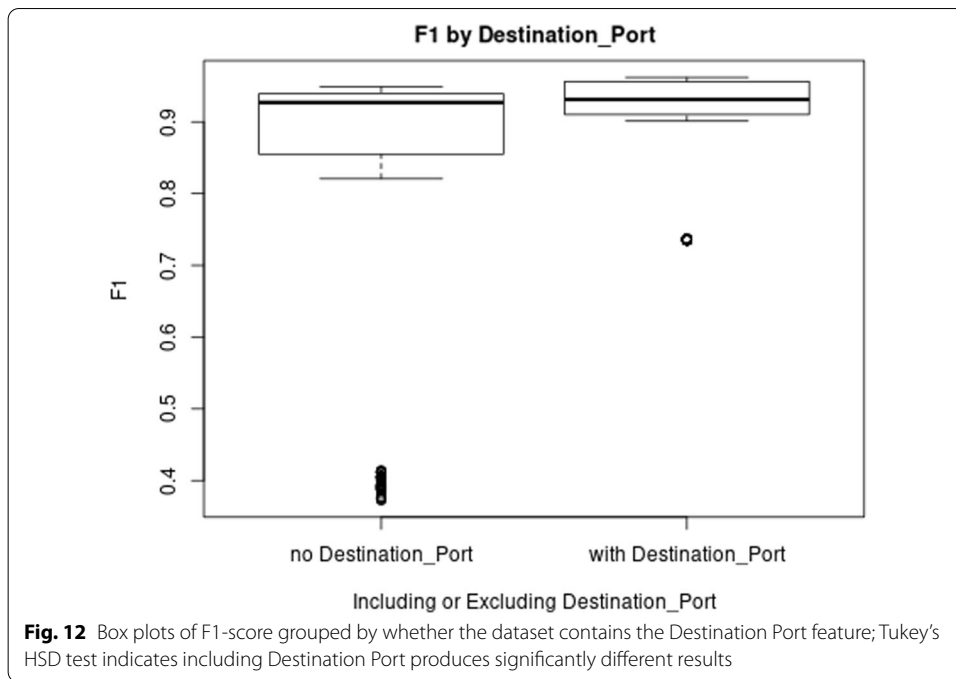 F1 by Destination_Port
F1
0.9
0.8
0.7
0.6
0.5
0.4
no Destination_Port
with Destination_Port
Including or Excluding Destination_Port
Fig. 12 Box plots of F1-score grouped by whether the dataset contains the Destination Port feature; Tukey's
HSD test indicates including Destination Port produces significantly different results